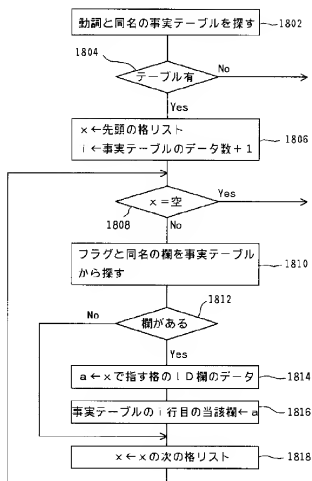 動詞と同名の事実テーブルを探す
1802
1804
テーブル有
No
Yes
x←先頭の格リスト
i←事実テーブルのデータ数+1
1806
x=空
Yes
1808
No
フラグと同名の欄を事実テーブル
から探す
1810
1812
No
欄がある
Yes
a←xで指す格のID欄のデータ
1814
事実テーブルのi行目の当該欄←a
1816
x←xの次の格リスト
1818